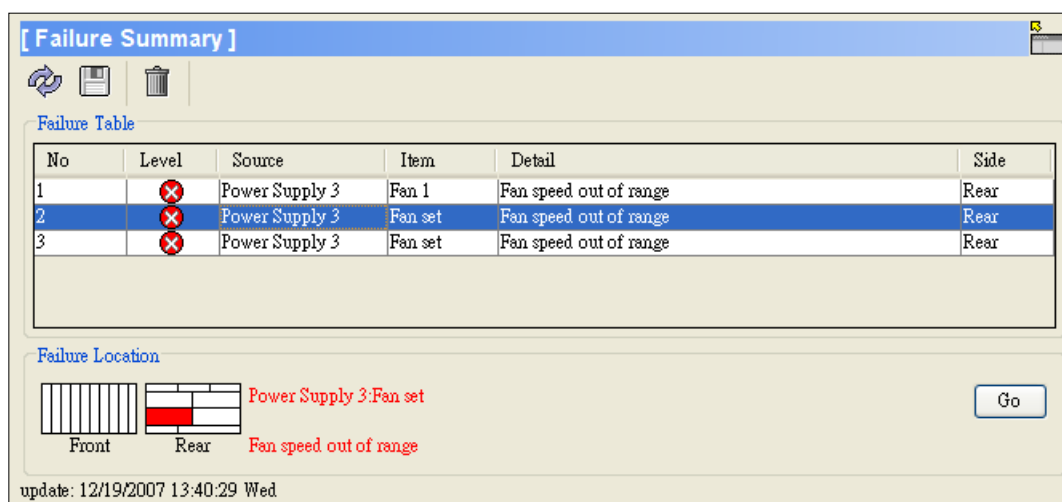 [ Failure Summary ]
Failure Table
No Level Source Item Detail Side
1 Power Supply 3 Fan 1 Fan speed out of range Rear
2 Power Supply 3 Fan set Fan speed out of range Rear
3 Power Supply 3 Fan set Fan speed out of range Rear
Failure Location
Power Supply 3:Fan set
Go
Front Rear Fan speed out of range
update: 12/19/2007 13:40:29 Wed